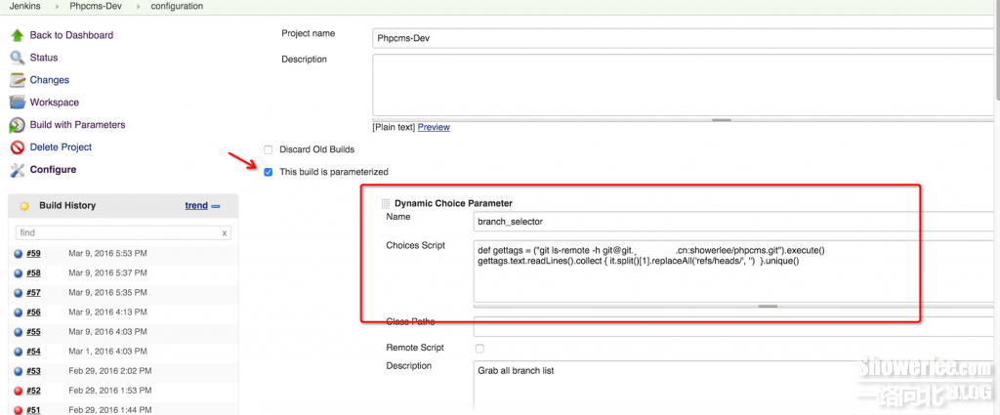 Jenkins Phpcms-Dev configuration
Back to Dashboard
Status
Changes
Workspace
Build with Parameters
Delete Project
Configure
Build History trend
find x
#59 Mar 9, 2016 5:53 PM
#58 Mar 9, 2016 5:37 PM
#57 Mar 9, 2016 5:35 PM
#56 Mar 9, 2016 4:13 PM
#55 Mar 9, 2016 4:03 PM
#54 Mar 1, 2016 4:03 PM
#53 Feb 29, 2016 2:02 PM
#52 Feb 29, 2016 1:53 PM
#51 Feb 29, 2016 1:44 PM
Project name Phpcms-Dev
Description
[Plain text] Preview
Discard Old Builds
This build is parameterized
Dynamic Choice Parameter
Name branch_selector
Choices Script
def gettags = ("git ls-remote -h git@git. .cn:showerlee/phpcms.git").execute()
gettags.text.readLines().collect { it.split()[1].replaceAll('refs/heads/', '') }.unique()
Class Paths
Remote Script
Description Grab all branch list
Showerlee.com
一路向北 BLOG